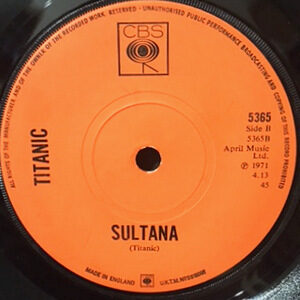 ALL RIGHTS OF THE MANUFACTURER AND OF THE OWNER OF THE RECORDED WORK RESERVED · UNAUTHORISED PUBLIC PERFORMANCE BROADCASTING AND COPYING OF THIS RECORD PROHIBITED
CBS
TITANIC
5365
Side B
5365B
April Music
Ltd.
℗ 1971
4.13
45
SULTANA
(Titanic)
MADE IN ENGLAND